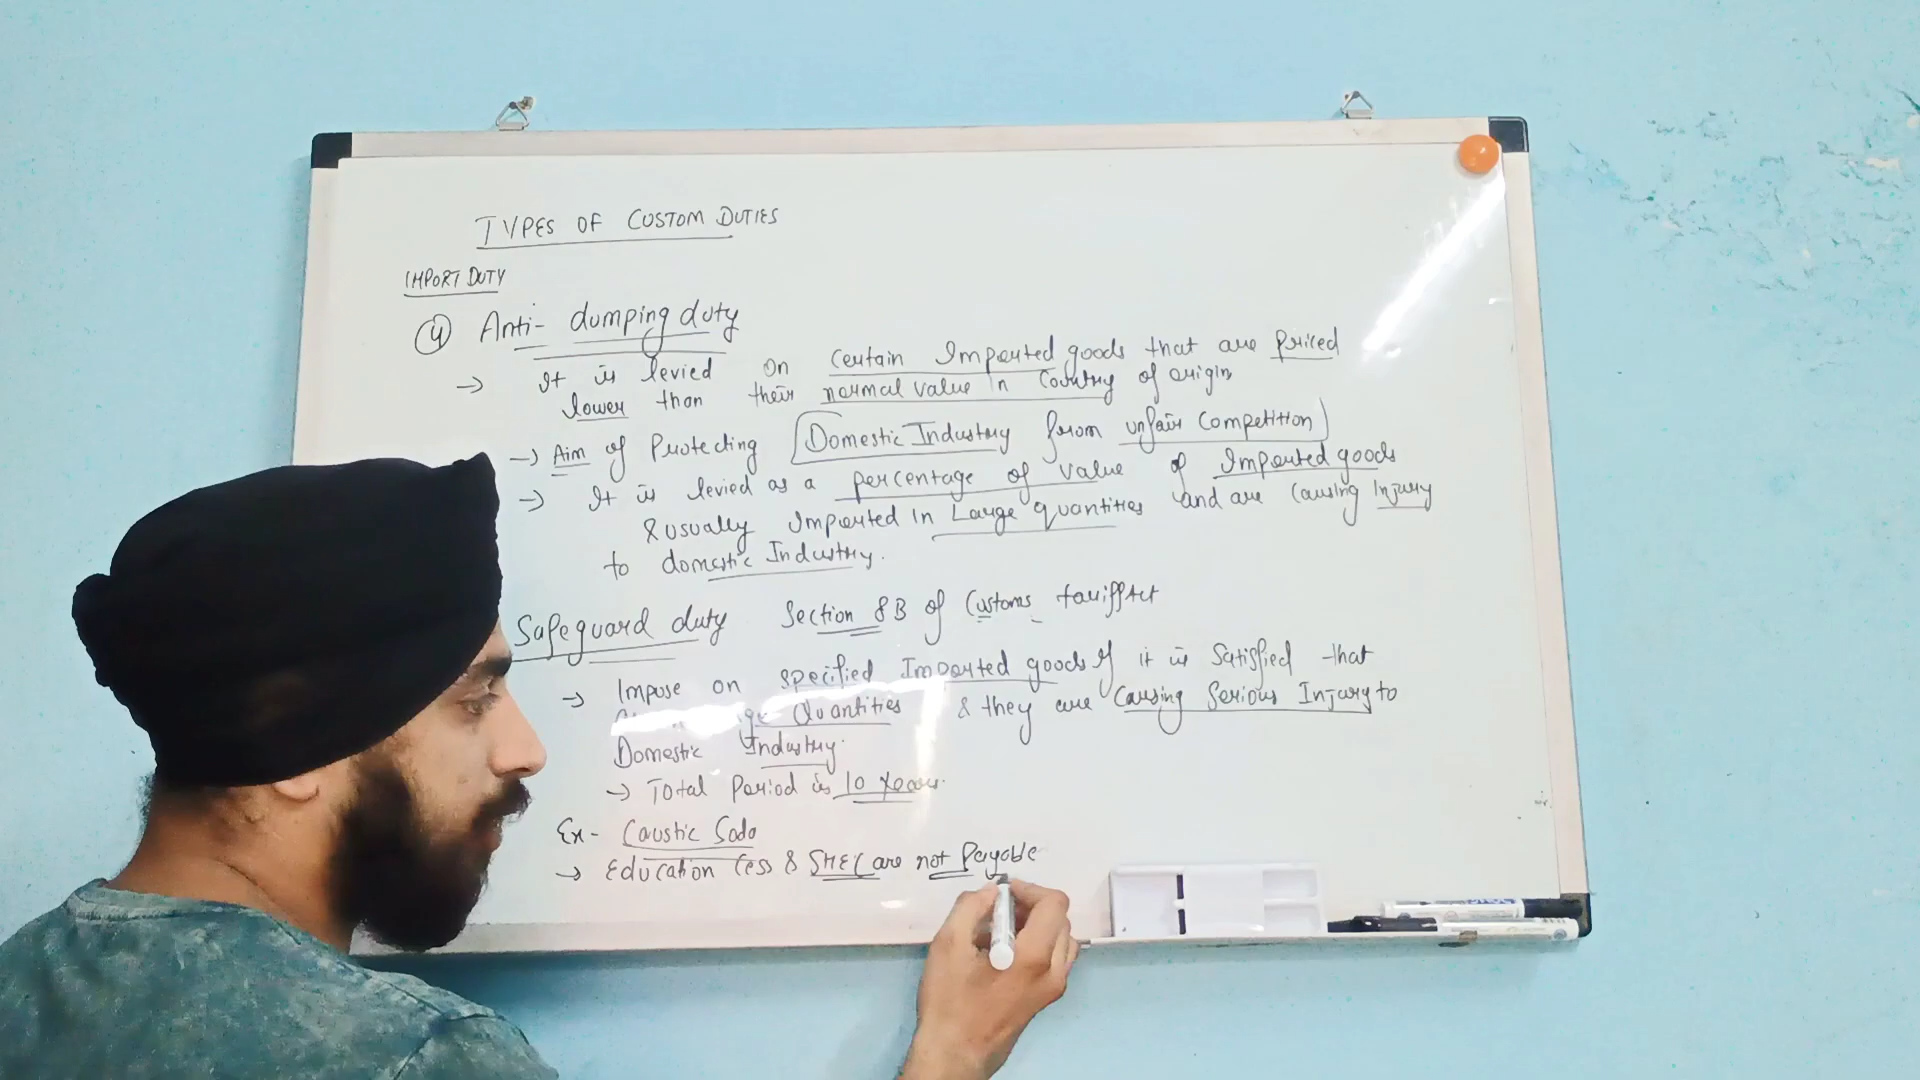 TYPES OF CUSTOM DUTIES
IMPORT DUTY
④ Anti- dumping duty
→ It is levied on certain Imported goods that are Priced
lower than their normal value in Country of origin
→ Aim of Protecting Domestic Industry from unfair Competition
→ It is levied as a percentage of value of Imported goods
& usually Imported In Large quantities and are Causing Injury
to domestic Industry.
Safeguard duty Section 8B of Customs tariff Act
→ Impose on specified Imported goods if it is Satisfied that
Quantities & they are Causing Serious Injury to
Domestic Industry.
→ Total Period is 10 years.
Ex- Caustic Soda
→ Education Cess & SHEC are not Payable